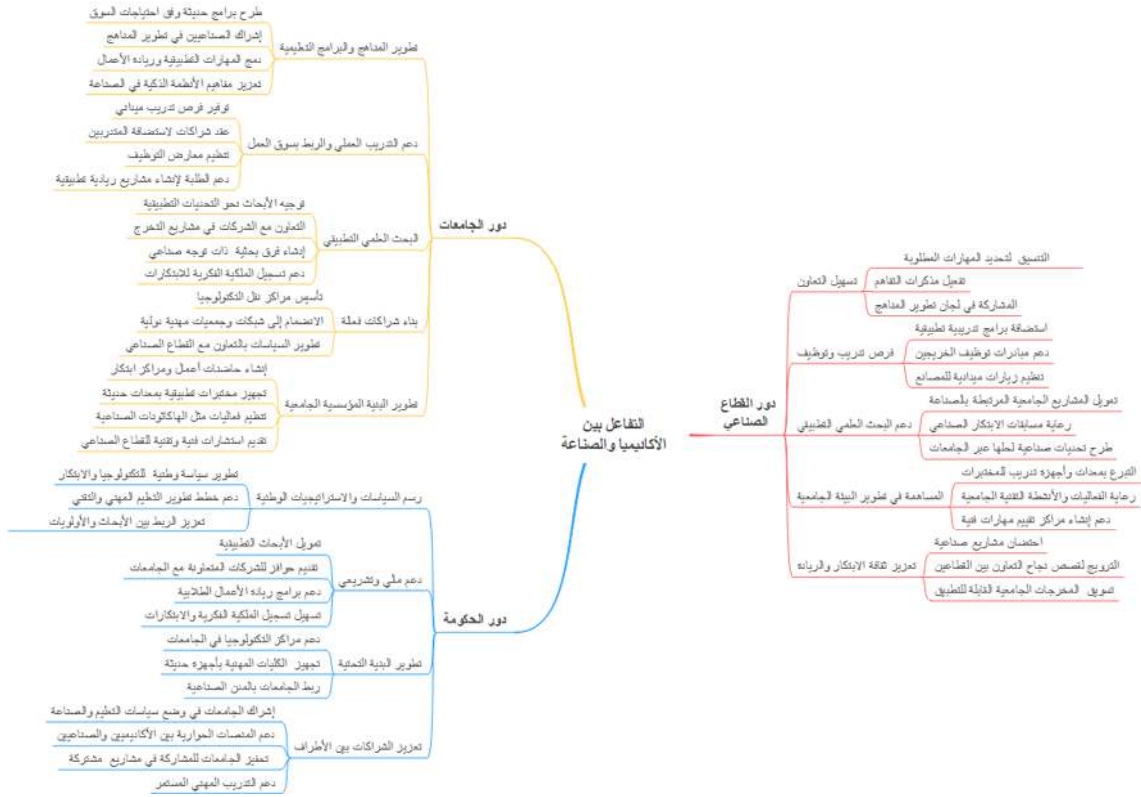 التفاعل بين
الأكاديميا والصناعة
دور القطاع
الصناعي
تسهيل التعاون
التنسيق لتحديد المهارات المطلوبة
تفعيل مذكرات التفاهم
المشاركة في لجان تطوير المناهج
فرص تدريب وتوظيف
استضافة برامج تدريبية تطبيقية
دعم مبادرات توظيف الخريجين
تنظيم زيارات ميدانية للمصانع
دعم البحث العلمي التطبيقي
تمويل المشاريع الجامعية المرتبطة بالصناعة
رعاية مسابقات الابتكار الصناعي
طرح تحديات صناعية لحلها عبر الجامعات
المساهمة في تطوير البيئة الجامعية
التبرع بمعدات وأجهزة تدريب للمختبرات
رعاية الفعاليات والأنشطة التقنية الجامعية
دعم إنشاء مراكز تقييم مهارات فنية
تعزيز ثقافة الابتكار والريادة
احتضان مشاريع صناعية
الترويج لقصص نجاح التعاون بين القطاعين
تسويق المخرجات الجامعية القابلة للتطبيق
دور الجامعات
تطوير المناهج والبرامج التعليمية
طرح برامج حديثة وفق احتياجات السوق
إشراك الصناعيين في تطوير المناهج
دمج المهارات التطبيقية وريادة الأعمال
تعزيز مفاهيم الأنظمة الذكية في الصناعة
دعم التدريب العملي والربط بسوق العمل
توفير فرص تدريب ميداني
عقد شراكات لاستضافة المتدربين
تنظيم معارض التوظيف
دعم الطلبة لإنشاء مشاريع ريادية تطبيقية
البحث العلمي التطبيقي
توجيه الأبحاث نحو التحديات التطبيقية
التعاون مع الشركات في مشاريع التخرج
إنشاء فرق بحثية ذات توجه صناعي
دعم تسجيل الملكية الفكرية للابتكارات
بناء شراكات فعالة
تأسيس مراكز نقل التكنولوجيا
الانضمام إلى شبكات وجمعيات مهنية دولية
تطوير السياسات بالتعاون مع القطاع الصناعي
تطوير البنية المؤسسية الجامعية
إنشاء حاضنات أعمال ومراكز ابتكار
تجهيز مختبرات تطبيقية بمعدات حديثة
تنظيم فعاليات مثل الهاكاثونات الصناعية
تقديم استشارات فنية وتقنية للقطاع الصناعي
دور الحكومة
رسم السياسات والاستراتيجيات الوطنية
تطوير سياسة وطنية للتكنولوجيا والابتكار
دعم خطط تطوير التعليم المهني والتقني
تعزيز الربط بين الأبحاث والأولويات
دعم مالي وتشريعي
تمويل الأبحاث التطبيقية
تقديم حوافز للشركات المتعاونة مع الجامعات
دعم برامج ريادة الأعمال الطلابية
تسهيل تسجيل الملكية الفكرية والابتكارات
تطوير البنية التحتية
دعم مراكز التكنولوجيا في الجامعات
تجهيز الكليات المهنية بأجهزة حديثة
ربط الجامعات بالمدن الصناعية
تعزيز الشراكات بين الأطراف
إشراك الجامعات في وضع سياسات التعليم والصناعة
دعم المنصات الحوارية بين الأكاديميين والصناعيين
تحفيز الجامعات للمشاركة في مشاريع مشتركة
دعم التدريب المهني المستمر